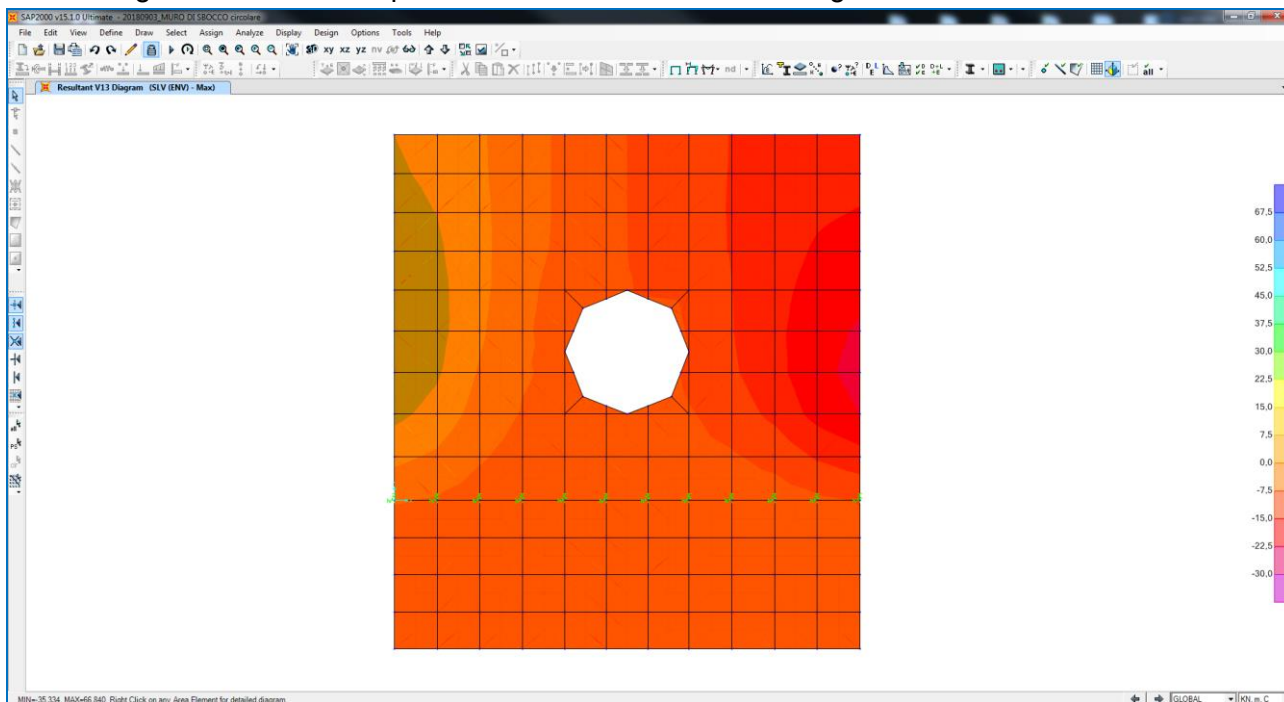 SAP2000 v15.1.0 Ultimate - 20180903_MURO DI SBOCCO circolare
File Edit View Define Draw Select Assign Analyze Display Design Options Tools Help
xy xz yz nv
nd
all
Resultant V13 Diagram (SLV (ENV) - Max)
67,5
60,0
52,5
45,0
37,5
30,0
22,5
15,0
7,5
0,0
-7,5
-15,0
-22,5
-30,0
MIN=-35.334, MAX=66.840, Right Click on any Area Element for detailed diagram
GLOBAL
KN, m, C